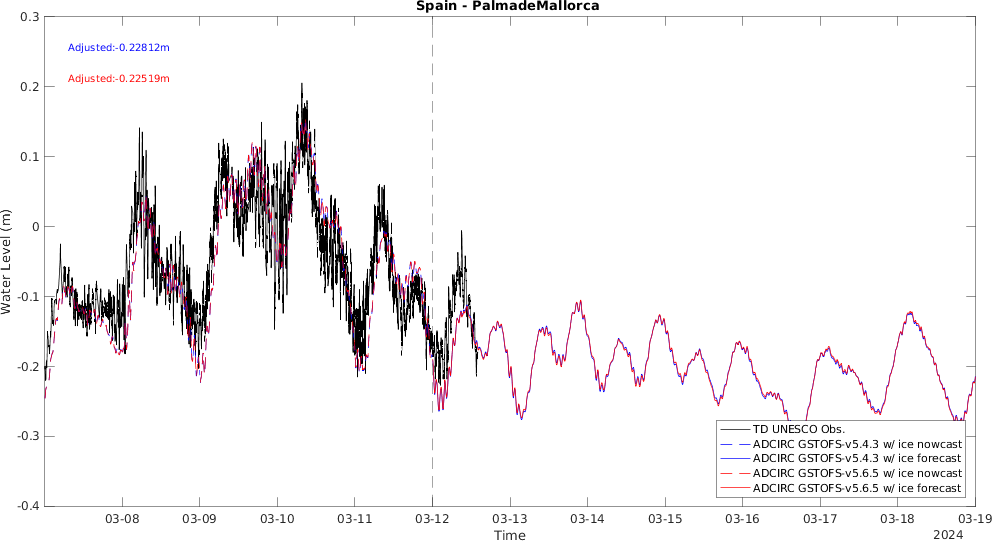 Spain - PalmadeMallorca
Adjusted:-0.22812m
Adjusted:-0.22519m
Water Level (m)
0.3
0.2
0.1
0
-0.1
-0.2
-0.3
-0.4
TD UNESCO Obs.
ADCIRC GSTOFS-v5.4.3 w/ ice nowcast
ADCIRC GSTOFS-v5.4.3 w/ ice forecast
ADCIRC GSTOFS-v5.6.5 w/ ice nowcast
ADCIRC GSTOFS-v5.6.5 w/ ice forecast
03-08 03-09 03-10 03-11 03-12 03-13 03-14 03-15 03-16 03-17 03-18 03-19
Time
2024